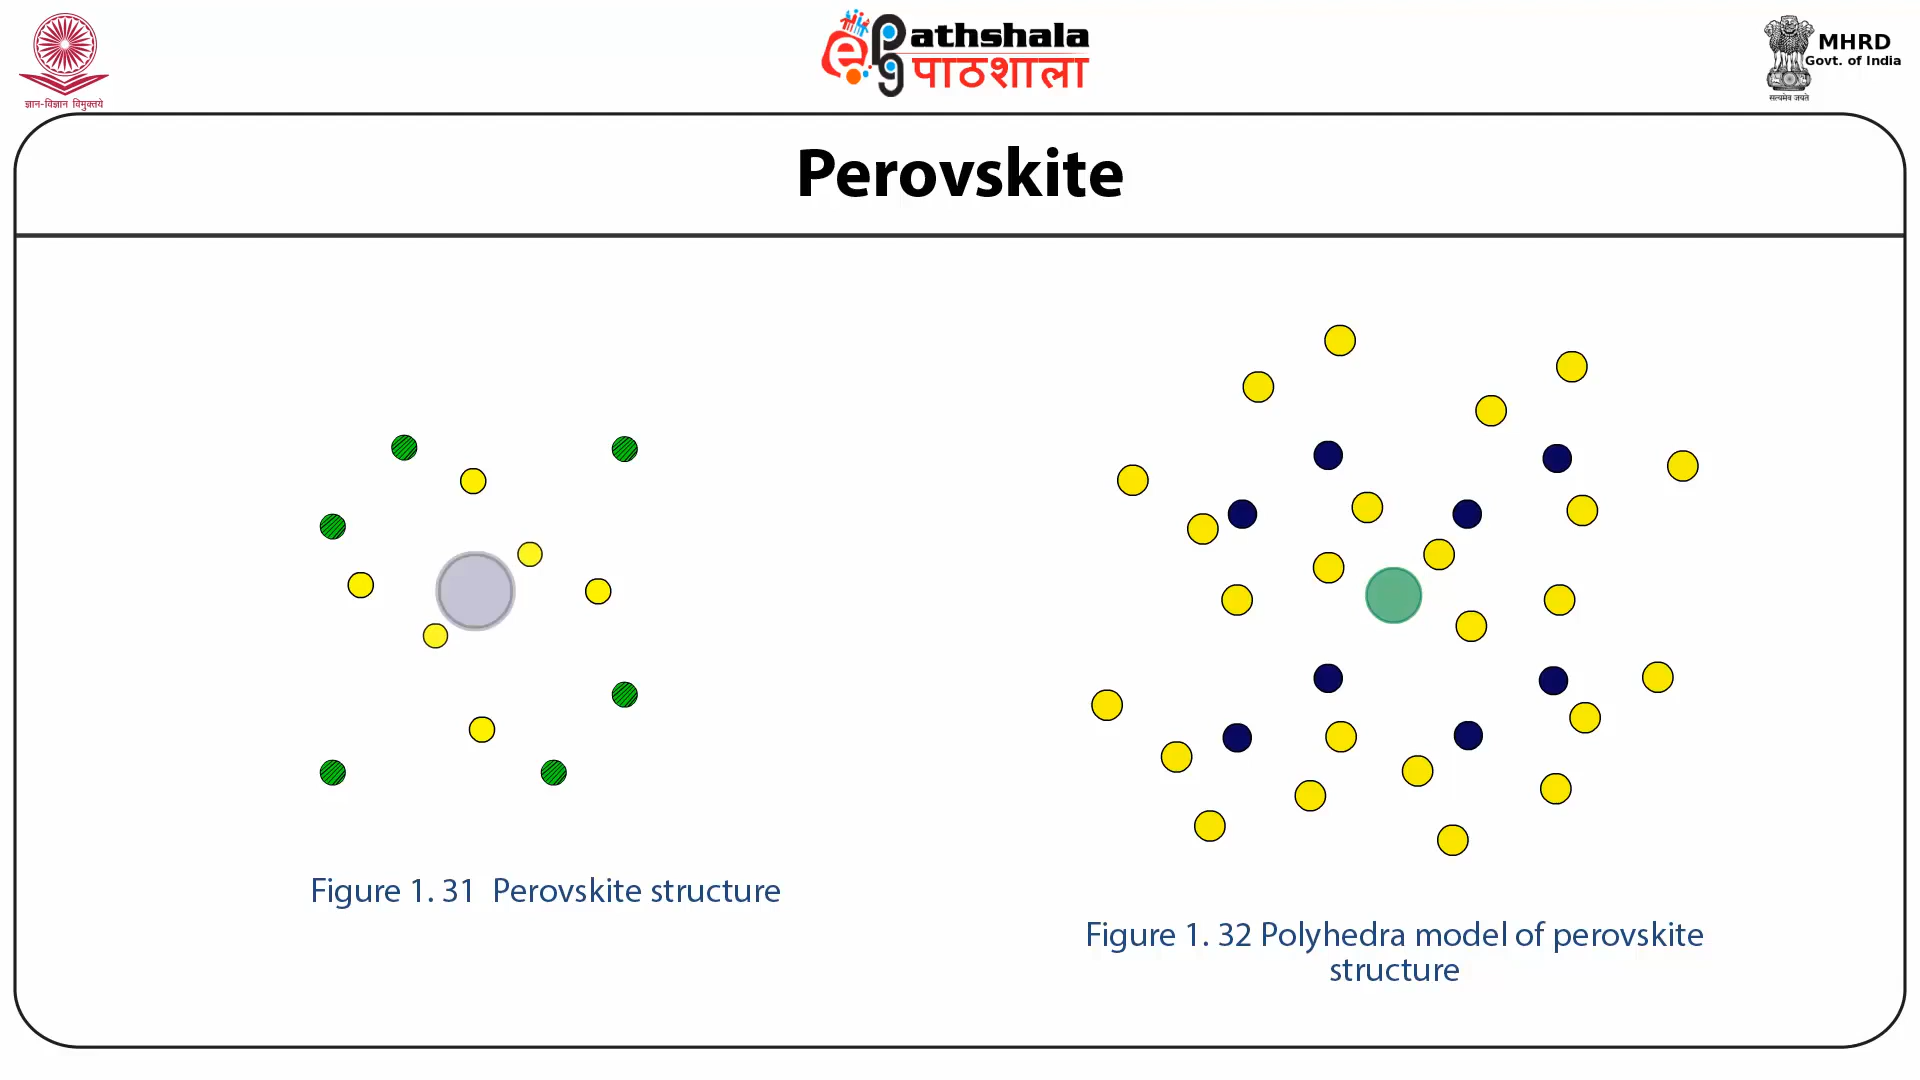 ज्ञान-विज्ञान विमुक्तये
ePathshala
पाठशाला
MHRD
Govt. of India
सत्यमेव जयते
Perovskite
Figure 1. 31 Perovskite structure
Figure 1. 32 Polyhedra model of perovskite
structure